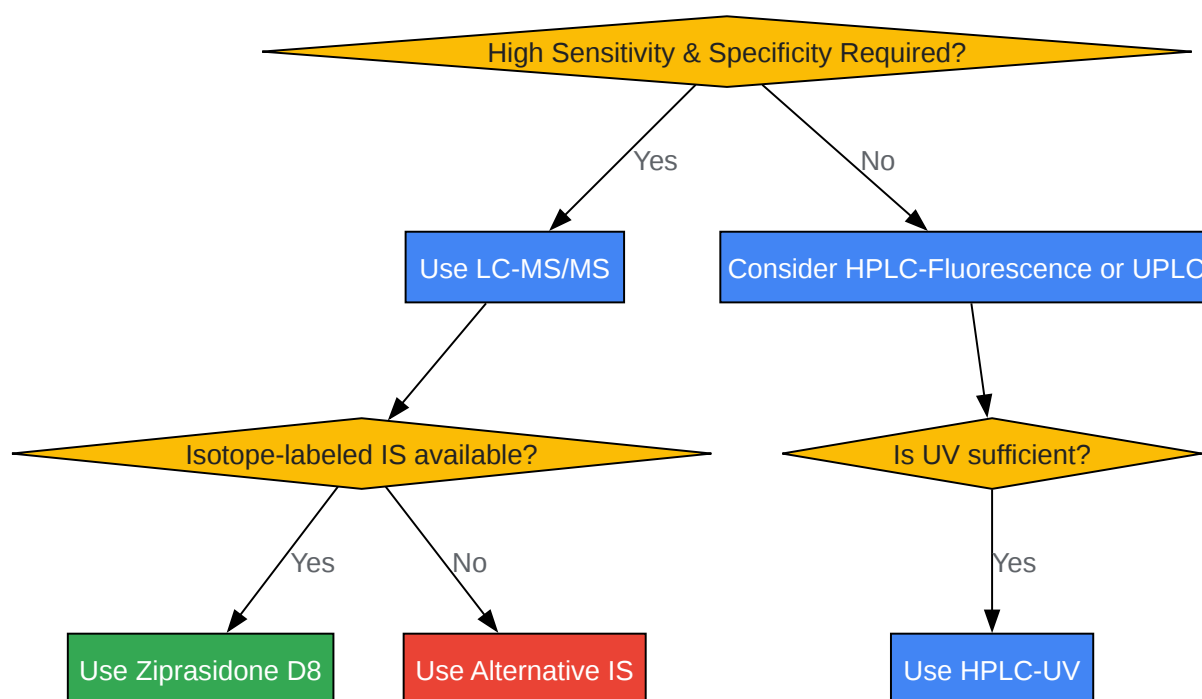 High Sensitivity & Specificity Required?
Yes
No
Use LC-MS/MS
Consider HPLC-Fluorescence or UPLC
Isotope-labeled IS available?
Is UV sufficient?
Yes
No
Yes
Use Ziprasidone D8
Use Alternative IS
Use HPLC-UV